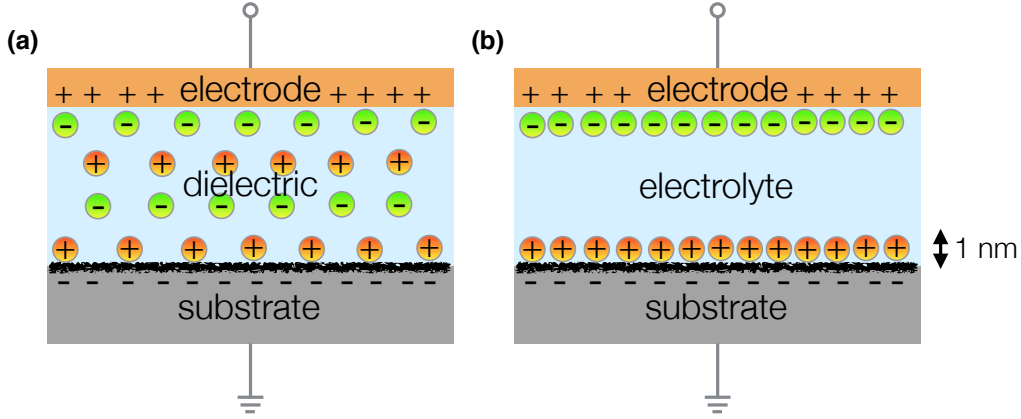 (a)
+ + + + electrode + + + +
- - - - - - -
+ + + + + +
dielectric
- - - - - -
+ + + + + + +
- - - - - - - - - - - - -
substrate
(b)
+ + + + electrode + + + +
- - - - - - - - - - - -
electrolyte
+ + + + + + + + + + + + +
1 nm
- - - - - - - - - - - - -
substrate